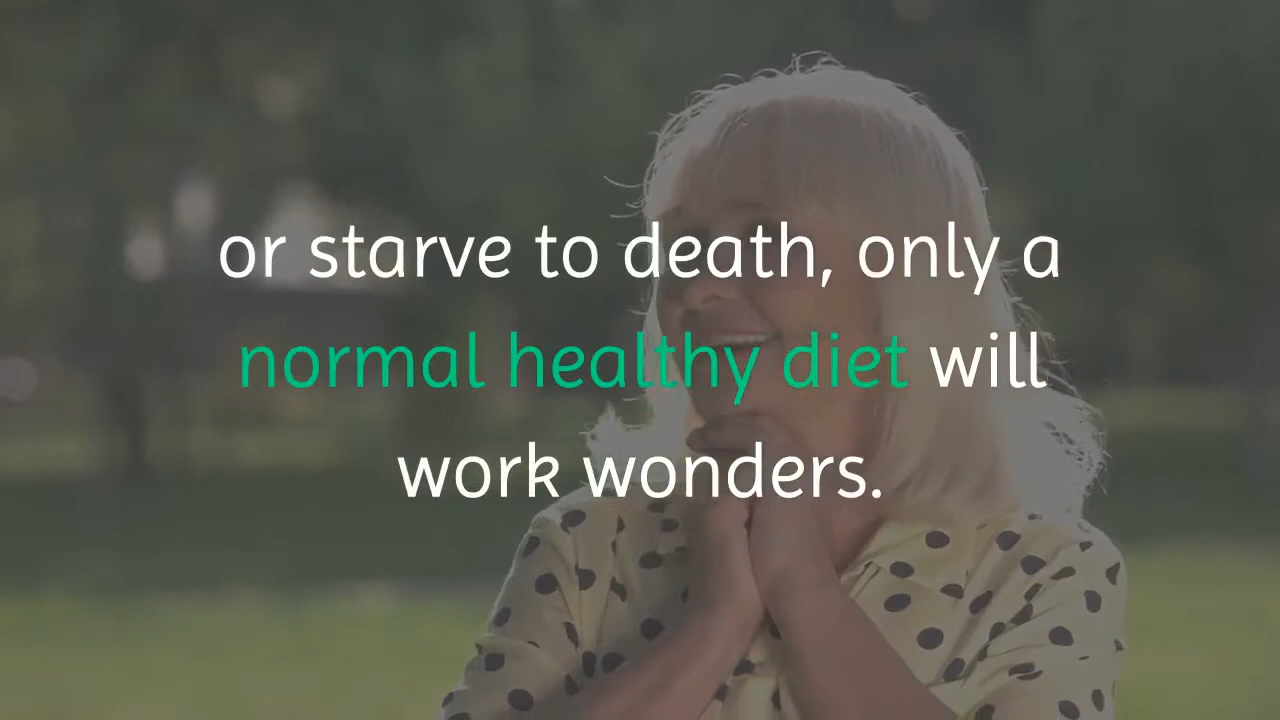 or starve to death, only a
normal healthy diet will
work wonders.